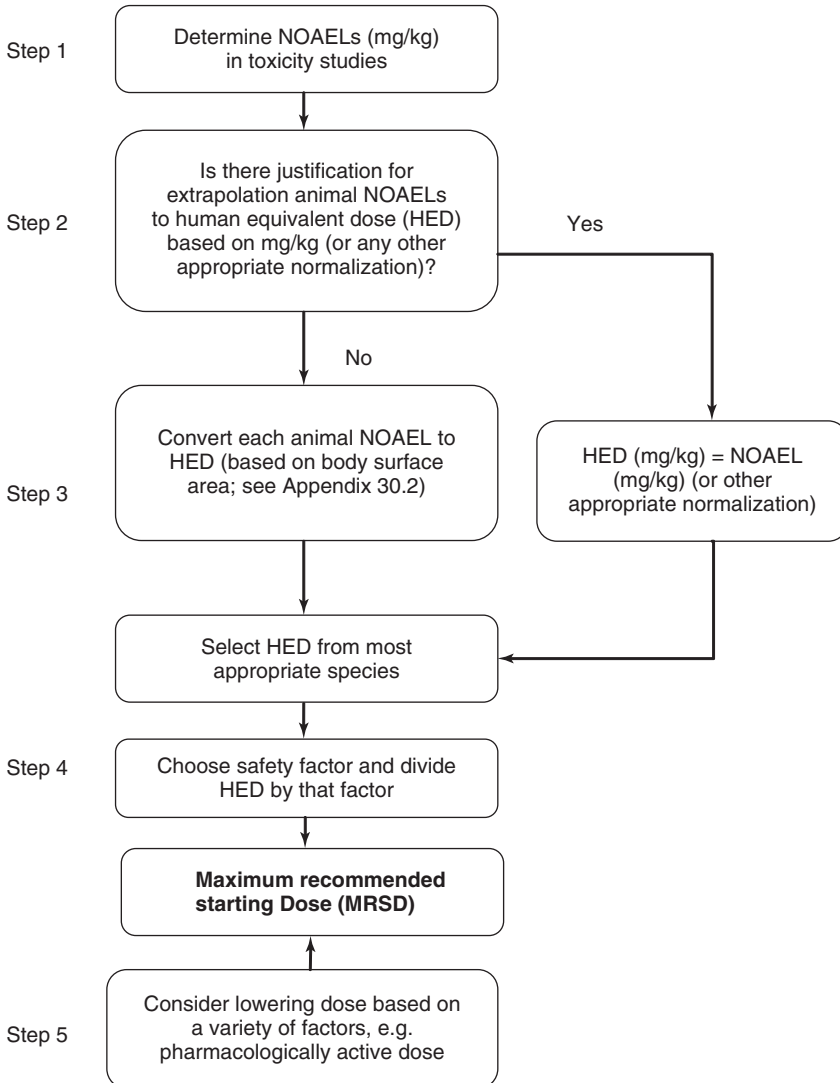 Step 1
Determine NOAELs (mg/kg)
in toxicity studies
Step 2
Is there justification for
extrapolation animal NOAELs
to human equivalent dose (HED)
based on mg/kg (or any other
appropriate normalization)?
Yes
No
Step 3
Convert each animal NOAEL to
HED (based on body surface
area; see Appendix 30.2)
HED (mg/kg) = NOAEL
(mg/kg) (or other
appropriate normalization)
Select HED from most
appropriate species
Step 4
Choose safety factor and divide
HED by that factor
Maximum recommended
starting Dose (MRSD)
Step 5
Consider lowering dose based on
a variety of factors, e.g.
pharmacologically active dose